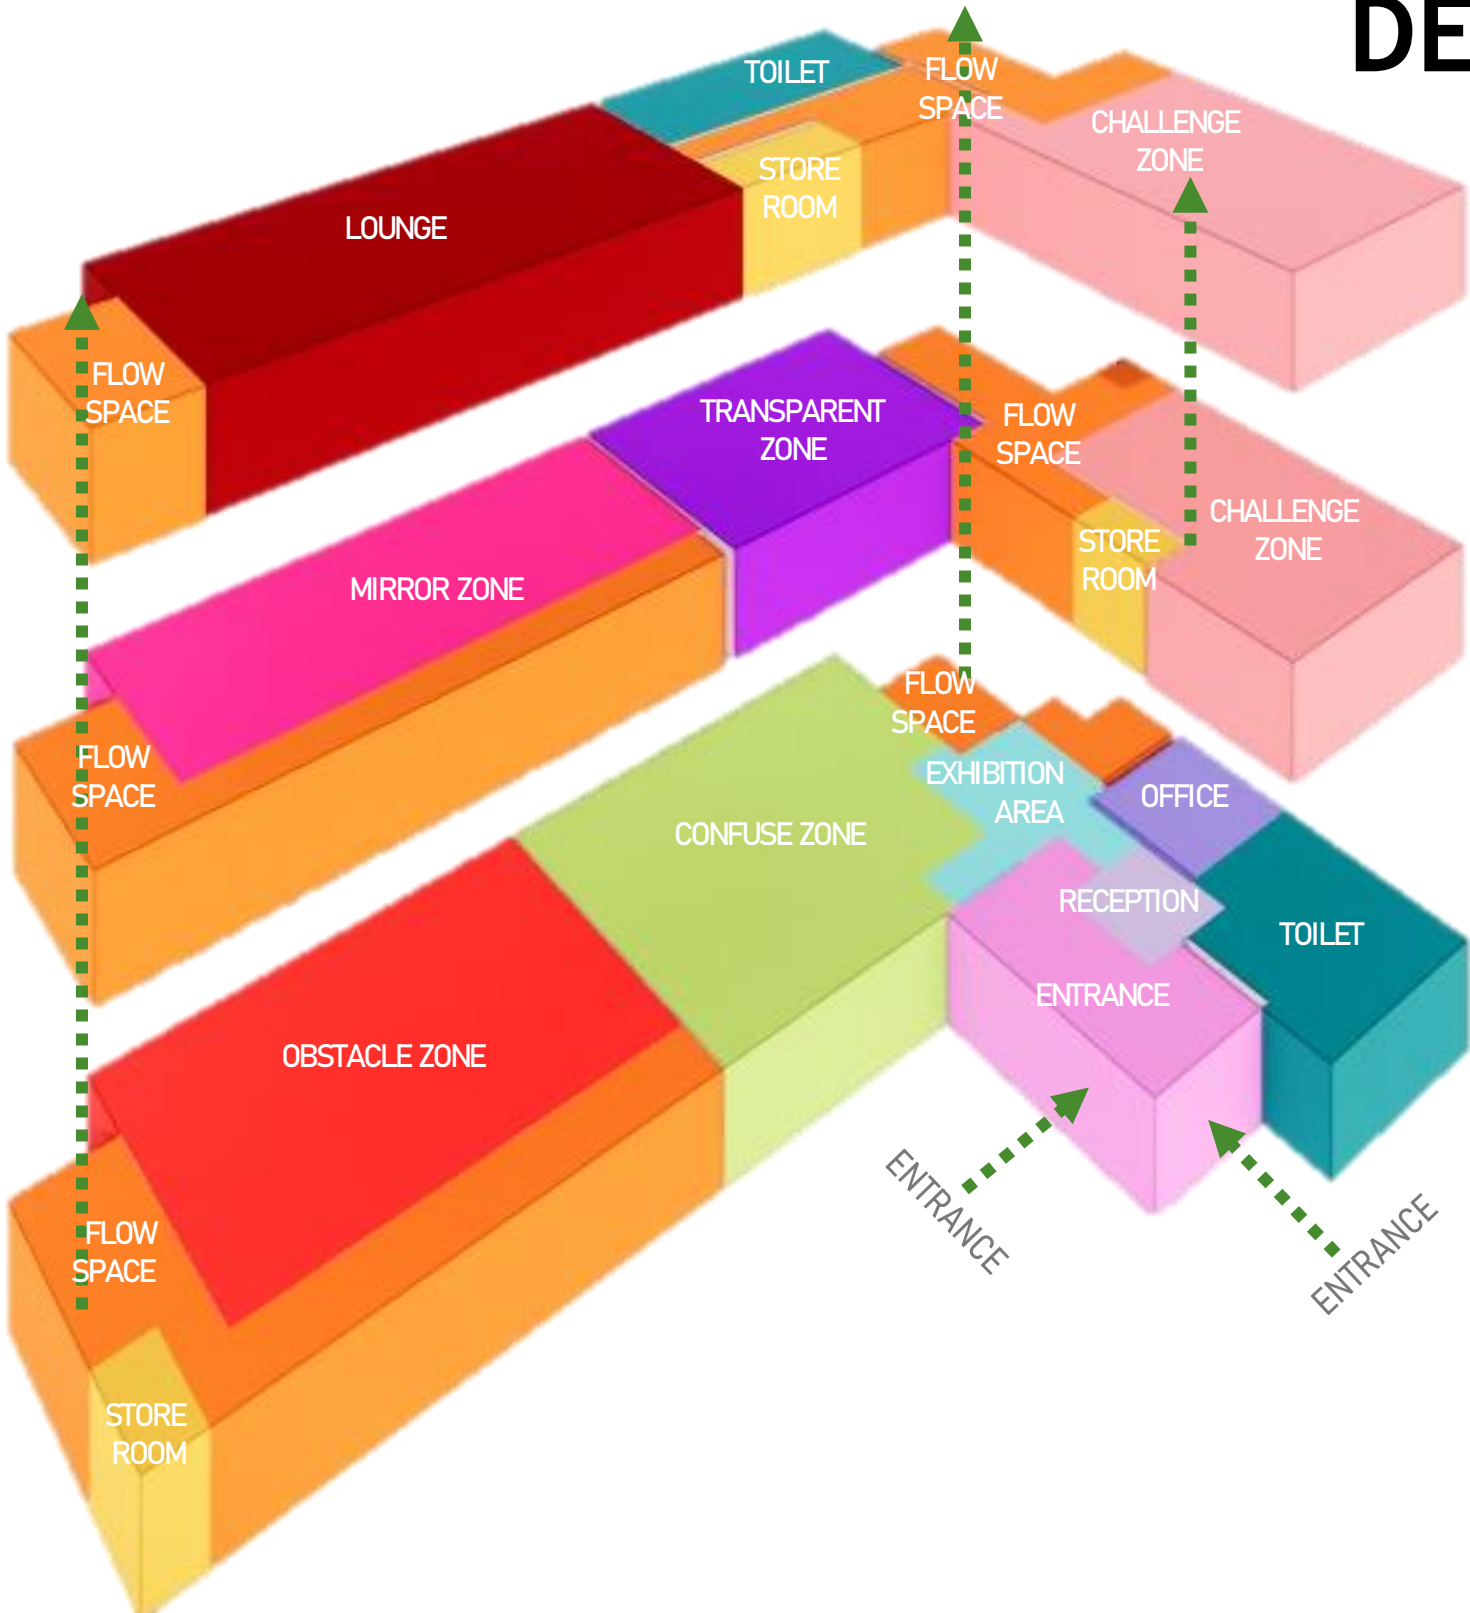 DE
TOILET
FLOW
SPACE
CHALLENGE
ZONE
STORE
ROOM
LOUNGE
FLOW
SPACE
TRANSPARENT
ZONE
FLOW
SPACE
CHALLENGE
ZONE
STORE
ROOM
MIRROR ZONE
FLOW
SPACE
FLOW
SPACE
EXHIBITION
AREA
OFFICE
CONFUSE ZONE
RECEPTION
TOILET
ENTRANCE
OBSTACLE ZONE
ENTRANCE
ENTRANCE
FLOW
SPACE
STORE
ROOM